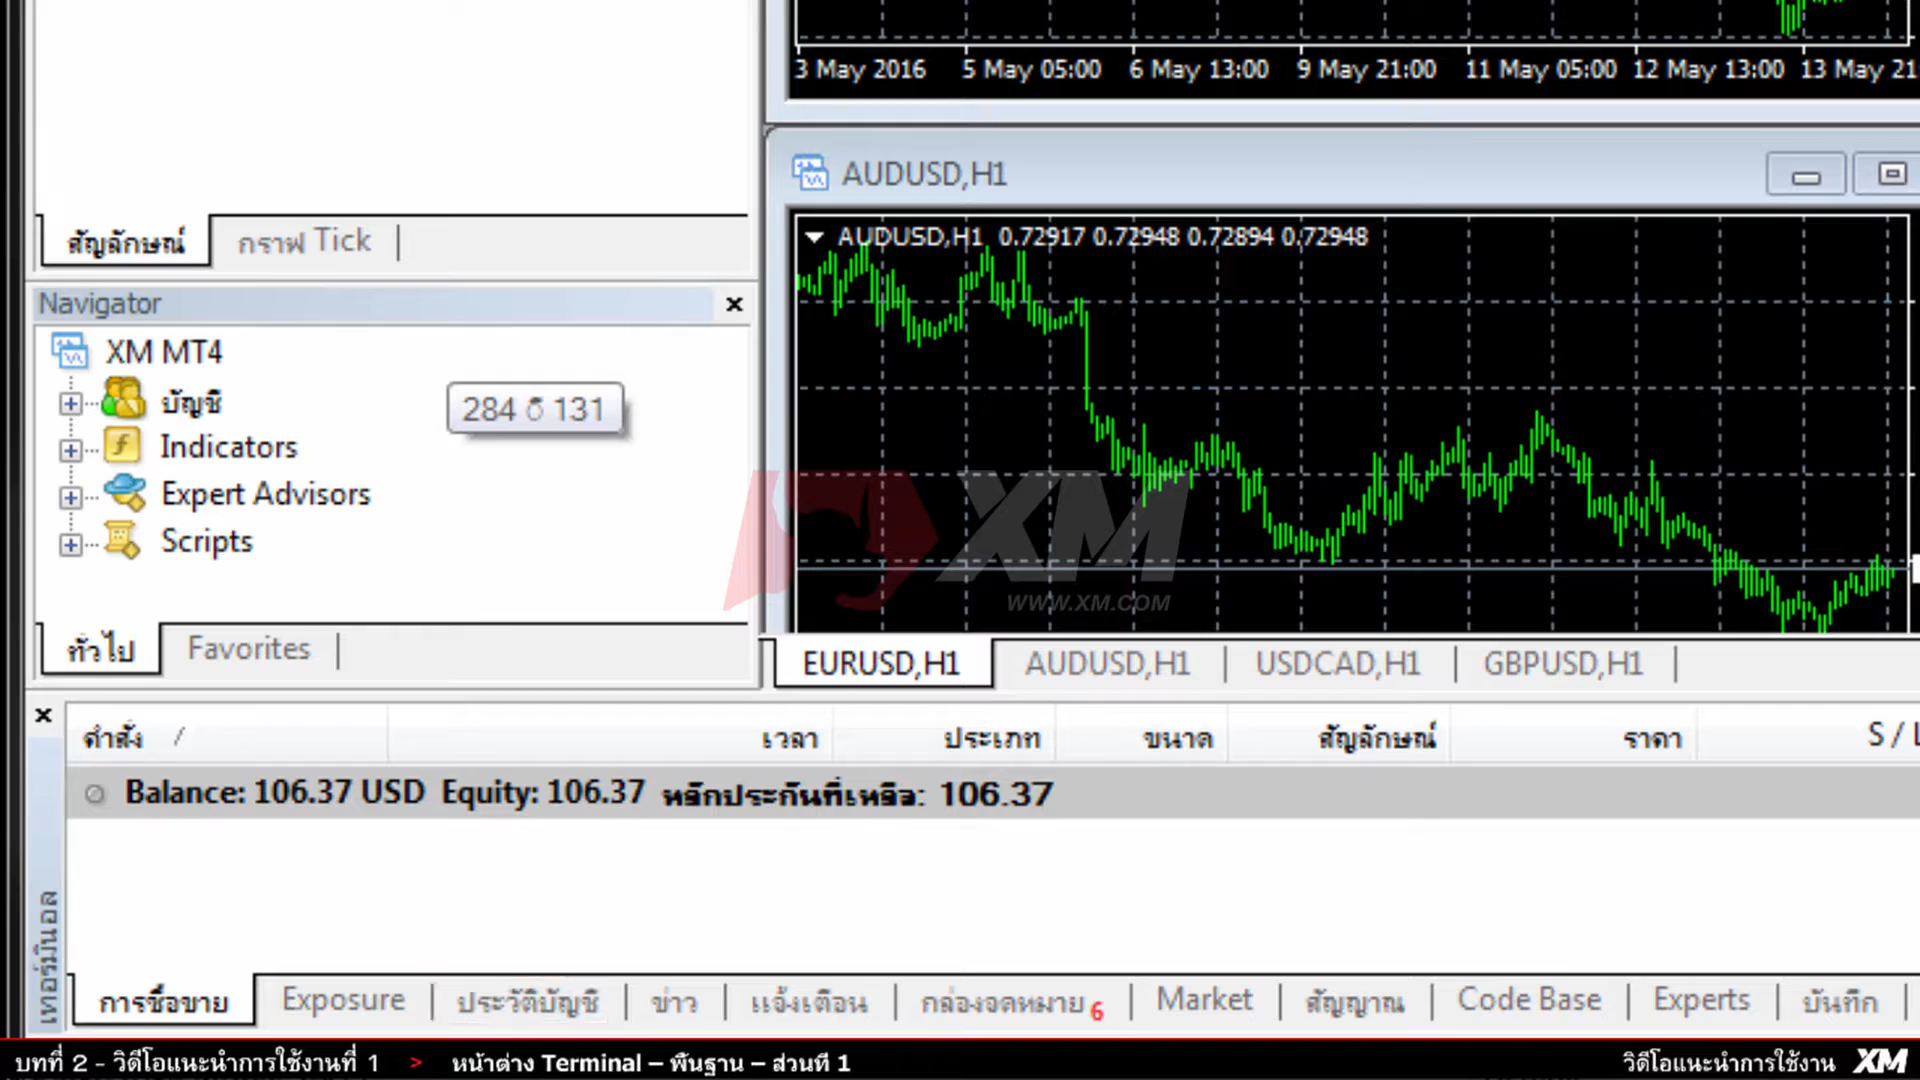 3 May 2016 5 May 05:00 6 May 13:00 9 May 21:00 11 May 05:00 12 May 13:00 13 May 21
AUDUSD,H1
AUDUSD,H1 0.72917 0.72948 0.72894 0.72948
สัญลักษณ์ กราฟ Tick
Navigator
XM MT4
บัญชี
Indicators
Expert Advisors
Scripts
284 131
XM
WWW.XM.COM
ทั่วไป Favorites
EURUSD,H1 AUDUSD,H1 USDCAD,H1 GBPUSD,H1
คำสั่ง / เวลา ประเภท ขนาด สัญลักษณ์ ราคา S / L
Balance: 106.37 USD Equity: 106.37 หลักประกันที่เหลือ: 106.37
เทอร์มินอล
การซื้อขาย Exposure ประวัติบัญชี ข่าว แจ้งเตือน กล่องจดหมาย 6 Market สัญญาณ Code Base Experts บันทึก
บทที่ 2 - วิดีโอแนะนำการใช้งานที่ 1 > หน้าต่าง Terminal – พื้นฐาน – ส่วนที่ 1
วิดีโอแนะนำการใช้งาน XM